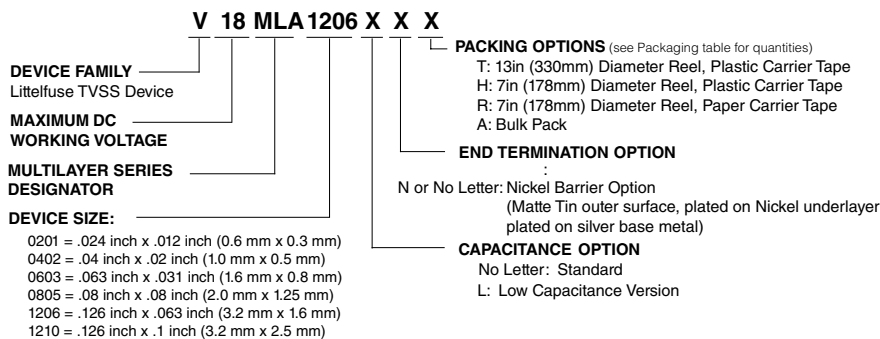 V 18 MLA 1206 X X X
DEVICE FAMILY
Littelfuse TVSS Device
MAXIMUM DC
WORKING VOLTAGE
MULTILAYER SERIES
DESIGNATOR
DEVICE SIZE:
0201 = .024 inch x .012 inch (0.6 mm x 0.3 mm)
0402 = .04 inch x .02 inch (1.0 mm x 0.5 mm)
0603 = .063 inch x .031 inch (1.6 mm x 0.8 mm)
0805 = .08 inch x .08 inch (2.0 mm x 1.25 mm)
1206 = .126 inch x .063 inch (3.2 mm x 1.6 mm)
1210 = .126 inch x .1 inch (3.2 mm x 2.5 mm)
PACKING OPTIONS (see Packaging table for quantities)
T: 13in (330mm) Diameter Reel, Plastic Carrier Tape
H: 7in (178mm) Diameter Reel, Plastic Carrier Tape
R: 7in (178mm) Diameter Reel, Paper Carrier Tape
A: Bulk Pack
END TERMINATION OPTION
:
N or No Letter: Nickel Barrier Option
(Matte Tin outer surface, plated on Nickel underlayer
plated on silver base metal)
CAPACITANCE OPTION
No Letter: Standard
L: Low Capacitance Version